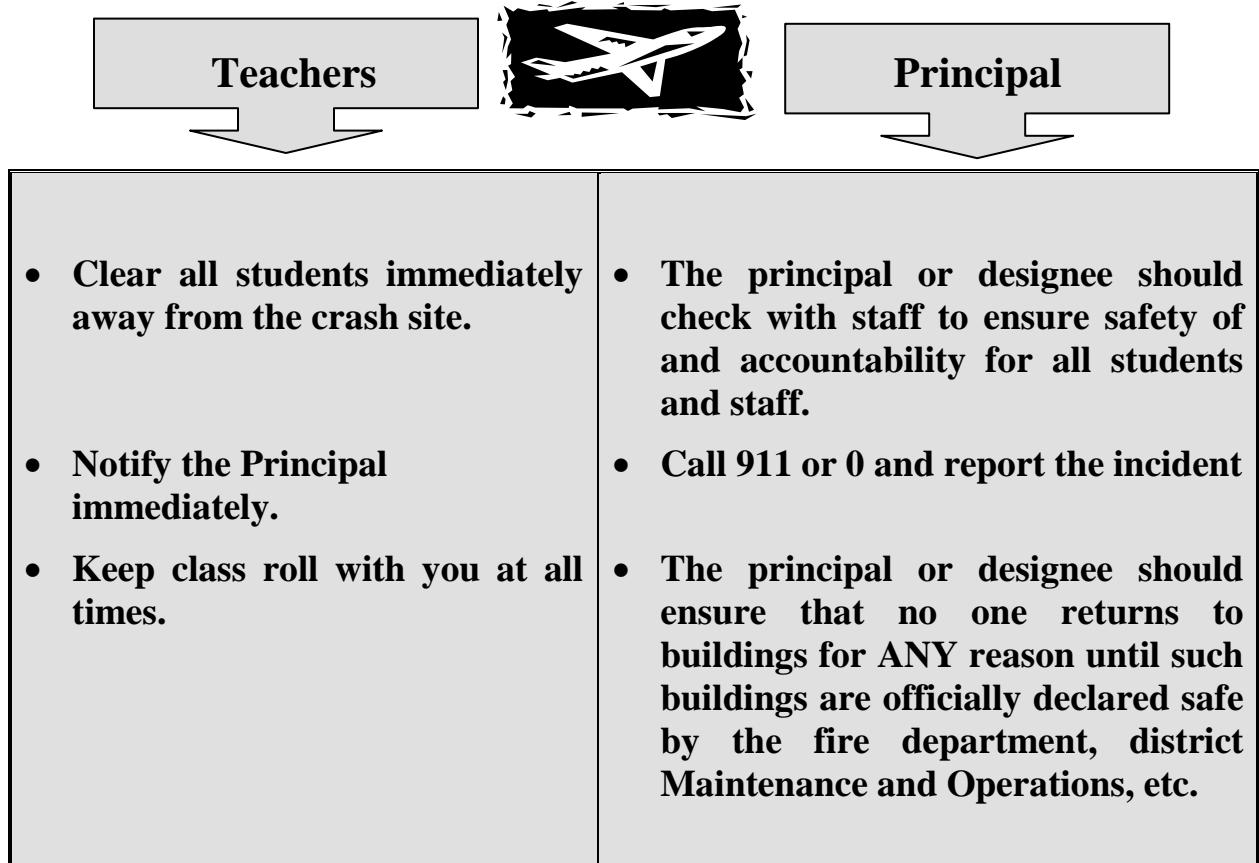 Teachers
Principal
• Clear all students immediately
away from the crash site.
• Notify the Principal
immediately.
• Keep class roll with you at all
times.
• The principal or designee should
check with staff to ensure safety of
and accountability for all students
and staff.
• Call 911 or 0 and report the incident
• The principal or designee should
ensure that no one returns to
buildings for ANY reason until such
buildings are officially declared safe
by the fire department, district
Maintenance and Operations, etc.